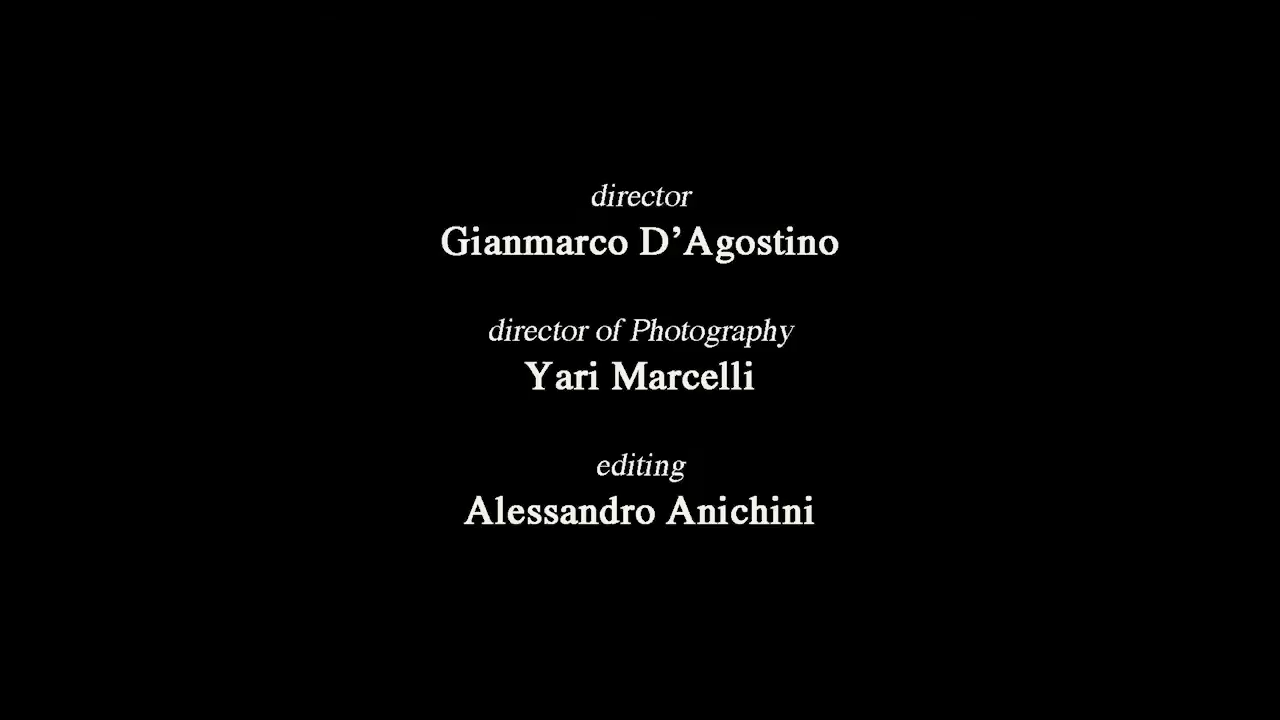 director
Gianmarco D’Agostino
director of Photography
Yari Marcelli
editing
Alessandro Anichini